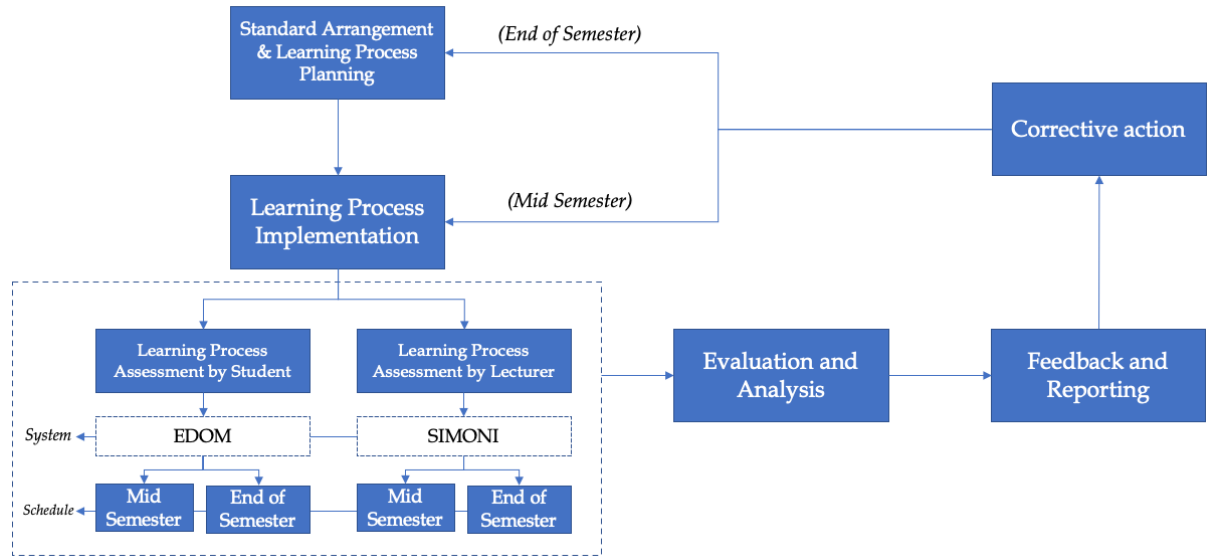 Standard Arrangement
& Learning Process
Planning
(End of Semester)
Corrective action
(Mid Semester)
Learning Process
Implementation
Learning Process
Assessment by Student
Learning Process
Assessment by Lecturer
Evaluation and
Analysis
Feedback and
Reporting
System
EDOM
SIMONI
Schedule
Mid
Semester
End of
Semester
Mid
Semester
End of
Semester